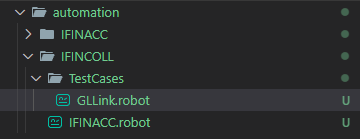 automation
IFINACC
IFINCOLL
TestCases
GLLink.robot U
IFINACC.robot U